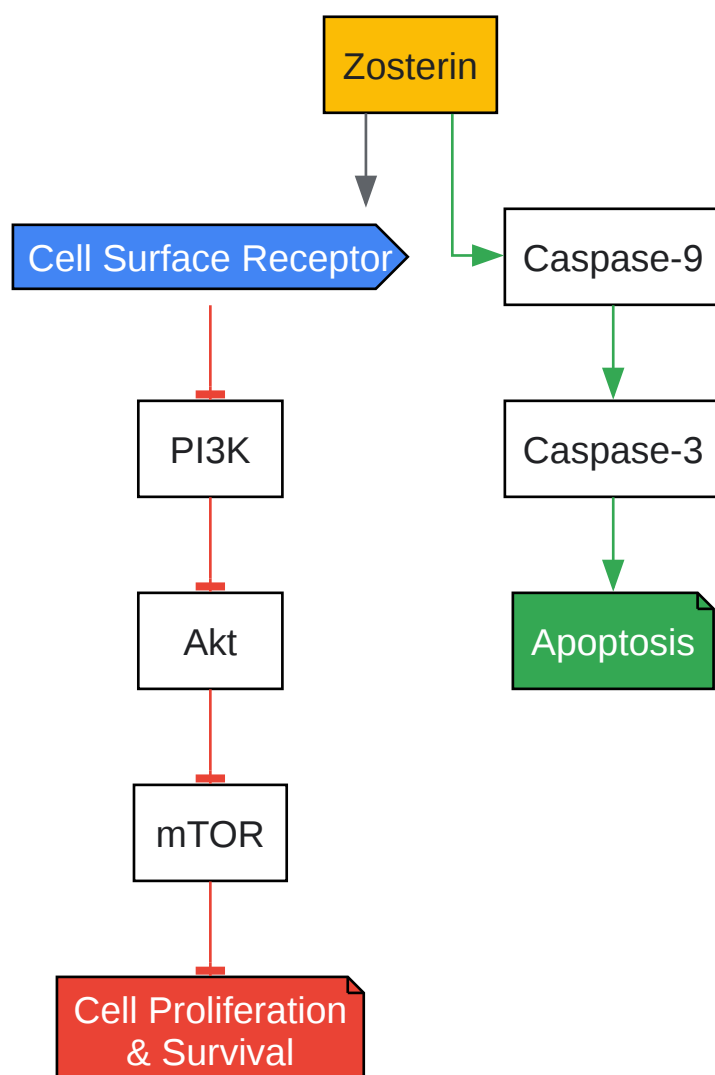 Zosterin
Cell Surface Receptor
Caspase-9
PI3K
Caspase-3
Akt
Apoptosis
mTOR
Cell Proliferation
& Survival